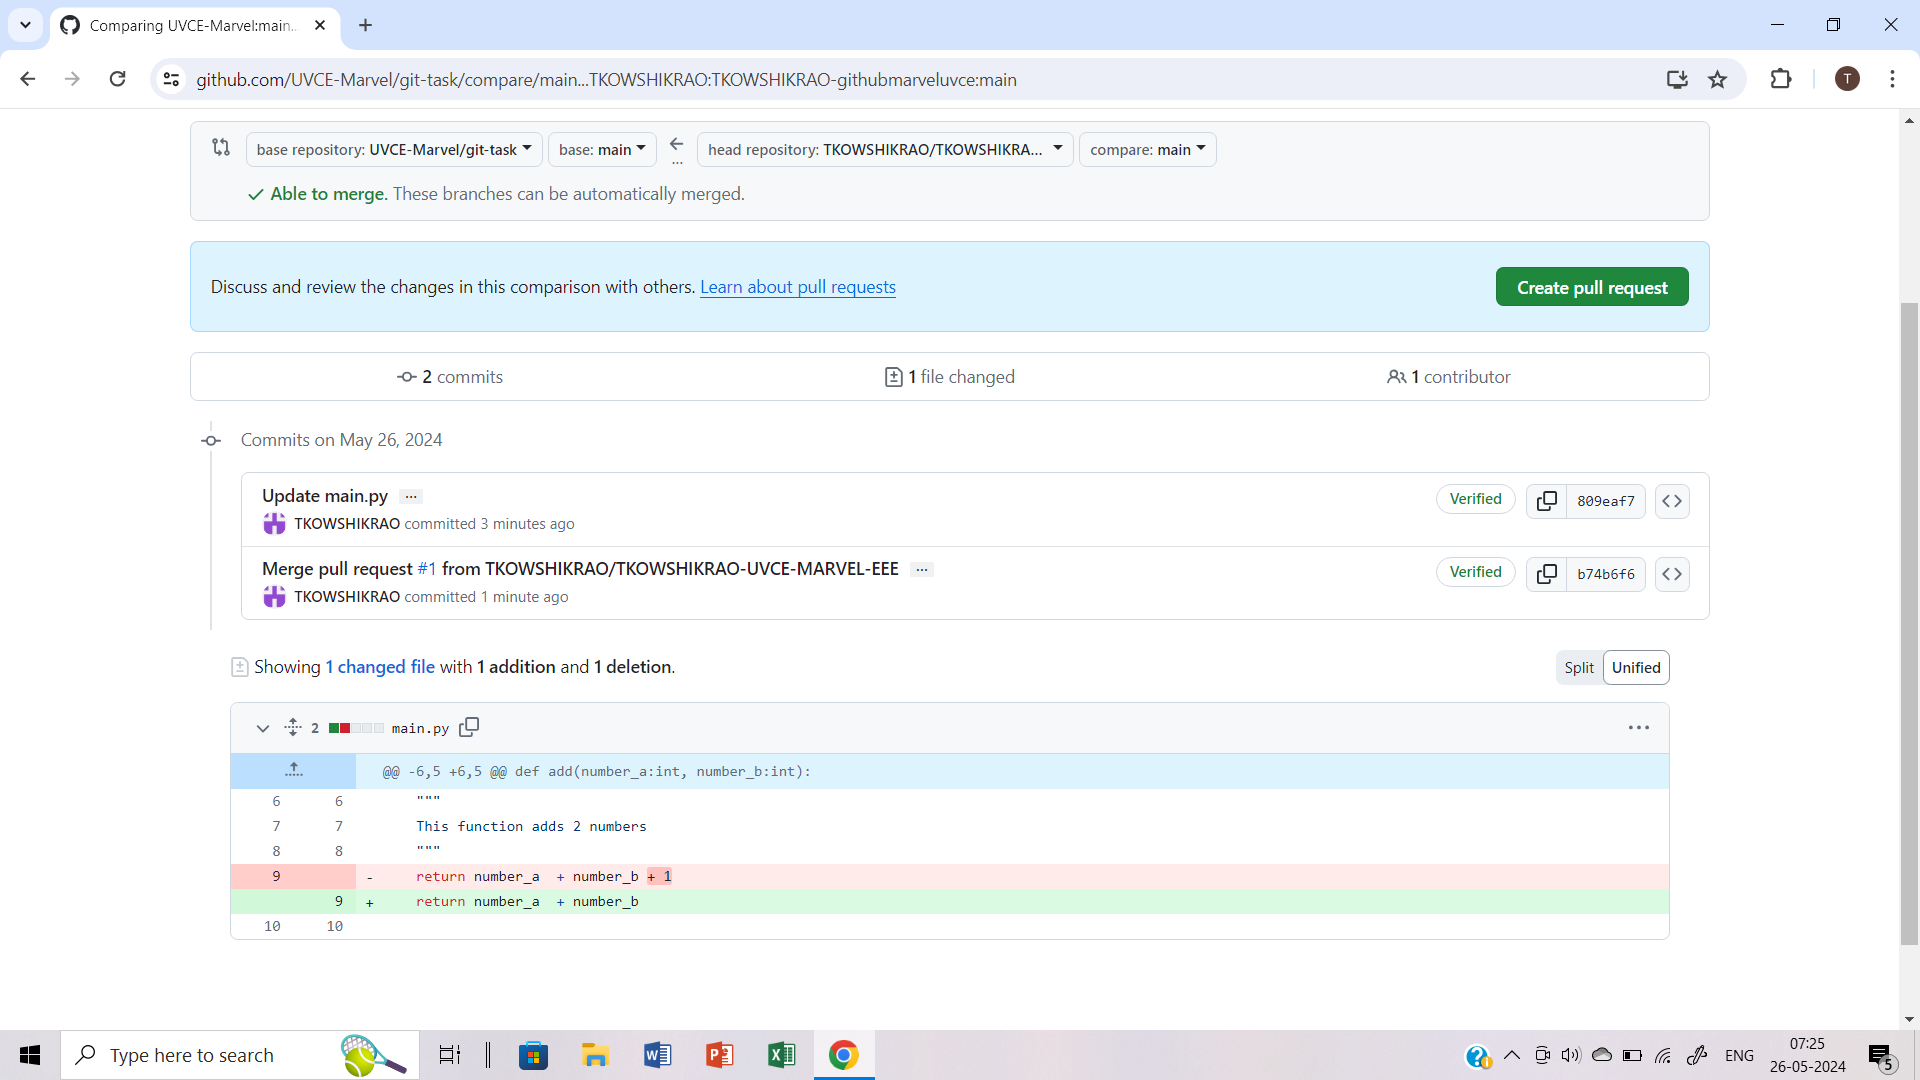 Comparing UVCE-Marvel:main...
github.com/UVCE-Marvel/git-task/compare/main...TKOWSHIKRAO:TKOWSHIKRAO-githubmarveluvce:main
T
base repository: UVCE-Marvel/git-task base: main ... head repository: TKOWSHIKRAO/TKOWSHIKRA... compare: main
Able to merge. These branches can be automatically merged.
Discuss and review the changes in this comparison with others. Learn about pull requests Create pull request
2 commits 1 file changed 1 contributor
Commits on May 26, 2024
Update main.py ... Verified 809eaf7 <>
TKOWSHIKRAO committed 3 minutes ago
Merge pull request #1 from TKOWSHIKRAO/TKOWSHIKRAO-UVCE-MARVEL-EEE ... Verified b74b6f6 <>
TKOWSHIKRAO committed 1 minute ago
Showing 1 changed file with 1 addition and 1 deletion. Split Unified
2 main.py
@@ -6,5 +6,5 @@ def add(number_a:int, number_b:int):
6 6 """
7 7 This function adds 2 numbers
8 8 """
9 - return number_a  + number_b + 1
9 + return number_a  + number_b
10 10
Type here to search ENG 07:25
26-05-2024 5